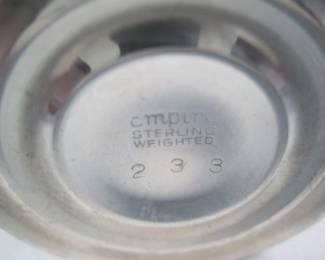 empire
STERLING
WEIGHTED
2 3 3